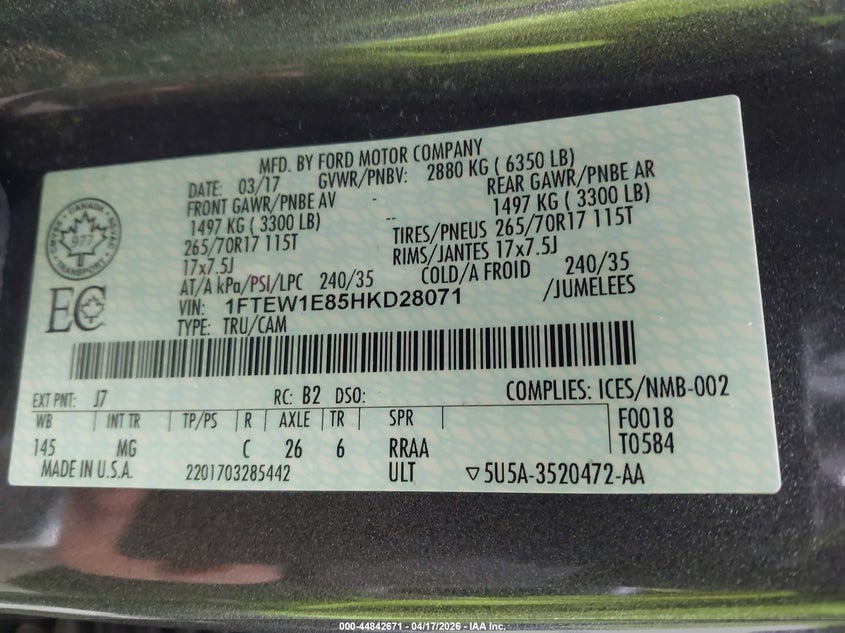 MFD. BY FORD MOTOR COMPANY
DATE: 03/17 GVWR/PNBV: 2880 KG ( 6350 LB)
FRONT GAWR/PNBE AV REAR GAWR/PNBE AR
1497 KG ( 3300 LB) -- 1497 KG ( 3300 LB)
265/70R17 115T TIRES/PNEUS 265/70R17 115T
17x7.5J -- RIMS/JANTES 17x7.5J
AT/A kPa/PSI/LPC 240/35 COLD/A FROID 240/35
VIN: 1FTEW1E85HKD28071 /JUMELEES
TYPE: TRU/CAM
CANADA
977
TRANSPORT
EC
EXT PNT: J7 RC: B2 DSO: COMPLIES: ICES/NMB-002
WB INT TR TP/PS R AXLE TR SPR F0018
145 MG C 26 6 RRAA T0584
MADE IN U.S.A. 2201703285442 ULT ▽5U5A-3520472-AA
000-44842671 - 04/17/2026 - IAA Inc.